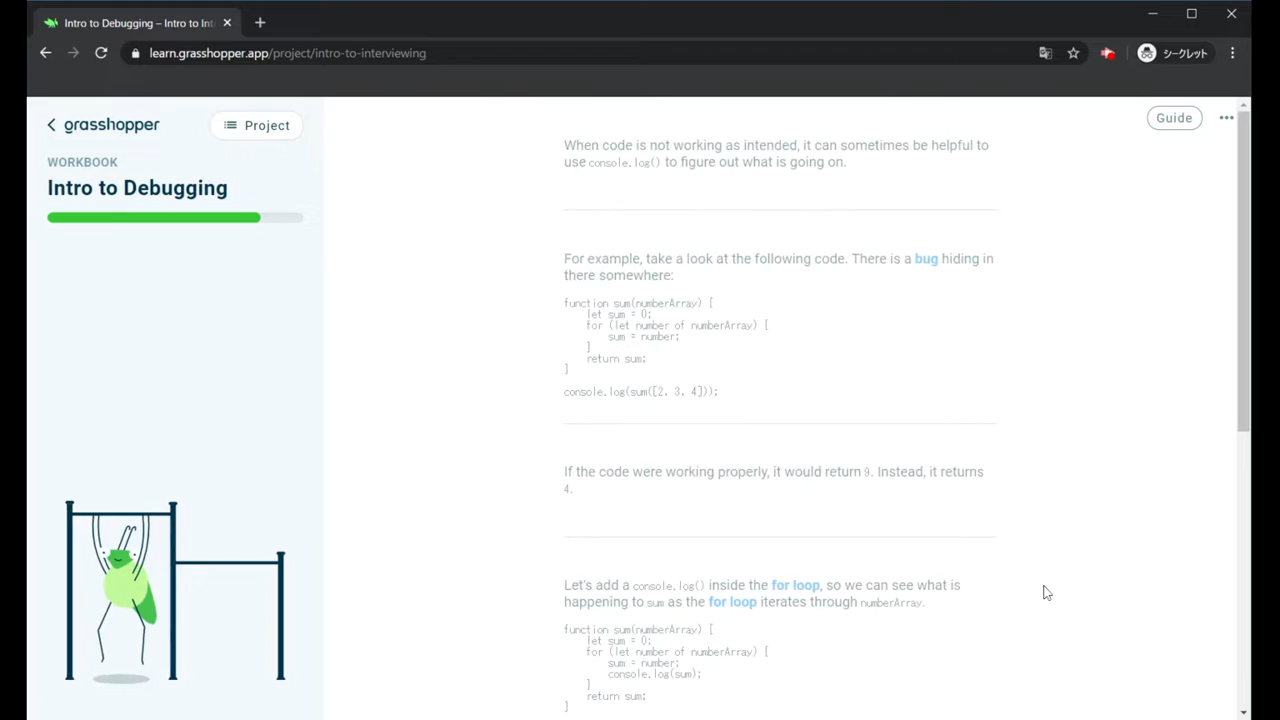 Intro to Debugging – Intro to Int
learn.grasshopper.app/project/intro-to-interviewing
シークレット
grasshopper
Project
WORKBOOK
Intro to Debugging
Guide
When code is not working as intended, it can sometimes be helpful to
use console.log() to figure out what is going on.
For example, take a look at the following code. There is a bug hiding in
there somewhere:
function sum(numberArray) {
let sum = 0;
for (let number of numberArray) {
sum = number;
}
return sum;
}
console.log(sum([2, 3, 4]));
If the code were working properly, it would return 9. Instead, it returns
4.
Let's add a console.log() inside the for loop, so we can see what is
happening to sum as the for loop iterates through numberArray.
function sum(numberArray) {
let sum = 0;
for (let number of numberArray) {
sum = number;
console.log(sum);
}
return sum;
}